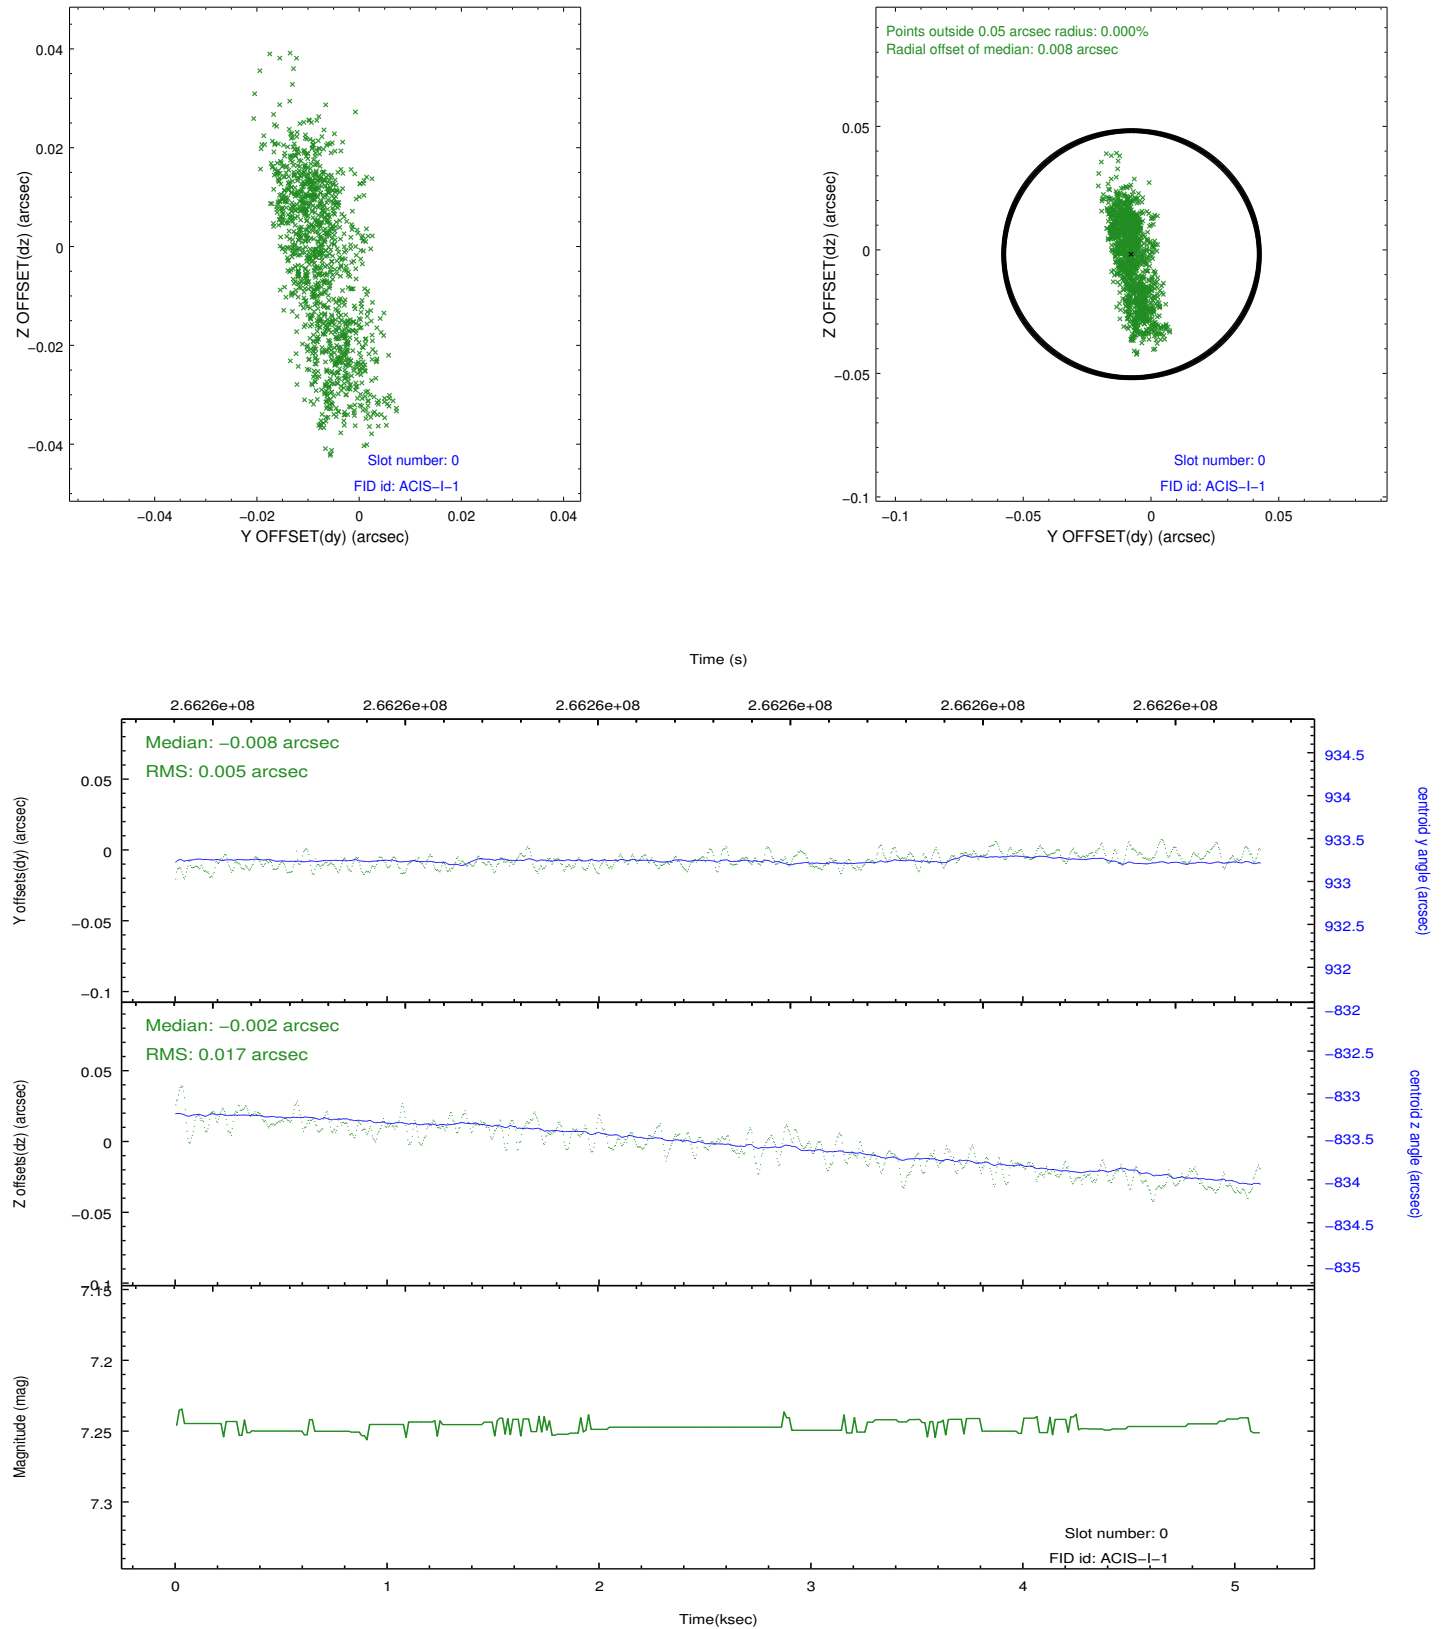 0.04
0.02
0
−0.02
−0.04
Z OFFSET(dz) (arcsec)
Slot number: 0
FID id: ACIS−I−1
−0.04
−0.02
0
0.02
0.04
Y OFFSET(dy) (arcsec)
Points outside 0.05 arcsec radius: 0.000%
Radial offset of median: 0.008 arcsec
0.05
0
−0.05
−0.1
Z OFFSET(dz) (arcsec)
Slot number: 0
FID id: ACIS−I−1
−0.1
−0.05
0
0.05
Y OFFSET(dy) (arcsec)
Time (s)
2.6626e+08
2.6626e+08
2.6626e+08
2.6626e+08
2.6626e+08
2.6626e+08
Median: −0.008 arcsec
RMS: 0.005 arcsec
0.05
0
−0.05
−0.1
Y offsets(dy) (arcsec)
934.5
934
933.5
933
932.5
932
centroid y angle (arcsec)
Median: −0.002 arcsec
RMS: 0.017 arcsec
0.05
0
−0.05
−0.1
Z offsets(dz) (arcsec)
−832
−832.5
−833
−833.5
−834
−834.5
−835
centroid z angle (arcsec)
7.15
7.2
7.25
7.3
Magnitude (mag)
Slot number: 0
FID id: ACIS−I−1
0
1
2
3
4
5
Time(ksec)